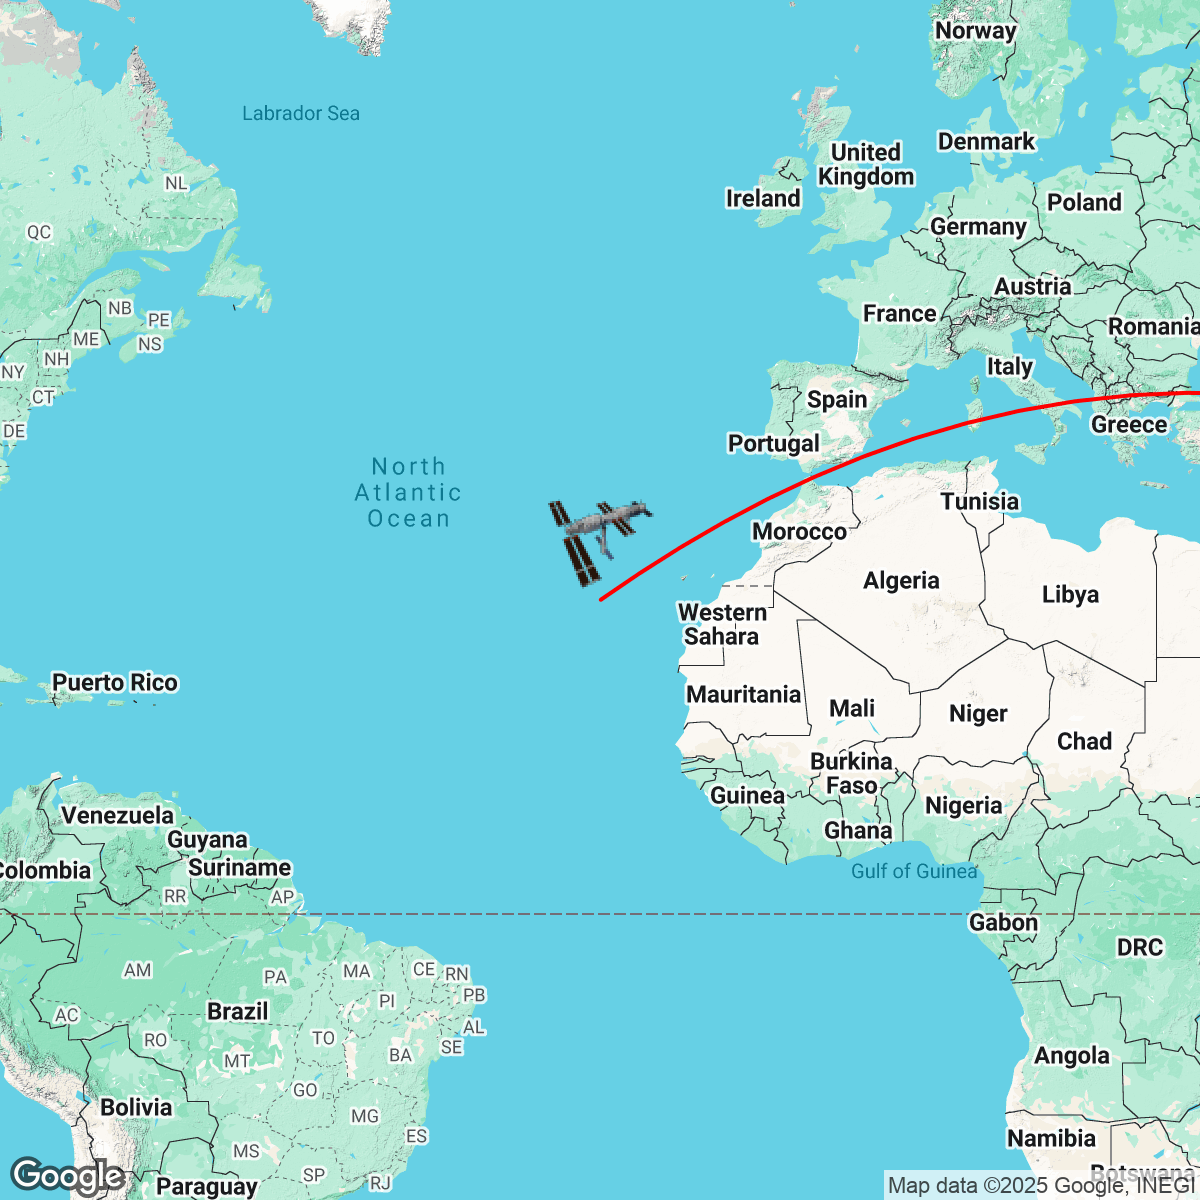 Norway
Labrador Sea
Denmark
United
Kingdom
NL
Ireland
Poland
QC
Germany
Austria
NB
PE
France
Romania
ME
NS
NH
Italy
NY
CT
Spain
DE
Greece
Portugal
North
Atlantic
Ocean
Tunisia
Morocco
Algeria
Libya
Western
Sahara
Puerto Rico
Mauritania
Mali
Niger
Chad
Burkina
Faso
Guinea
Nigeria
Venezuela
Ghana
Guyana
Colombia
Suriname
Gulf of Guinea
RR
AP
Gabon
DRC
AM
PA
MA
CE
RN
PI
PB
AC
Brazil
AL
RO
TO
SE
MT
BA
Angola
GO
Bolivia
MG
ES
Namibia
MS
SP
Botswana
RJ
Paraguay
Google
Map data ©2025 Google, INEGI